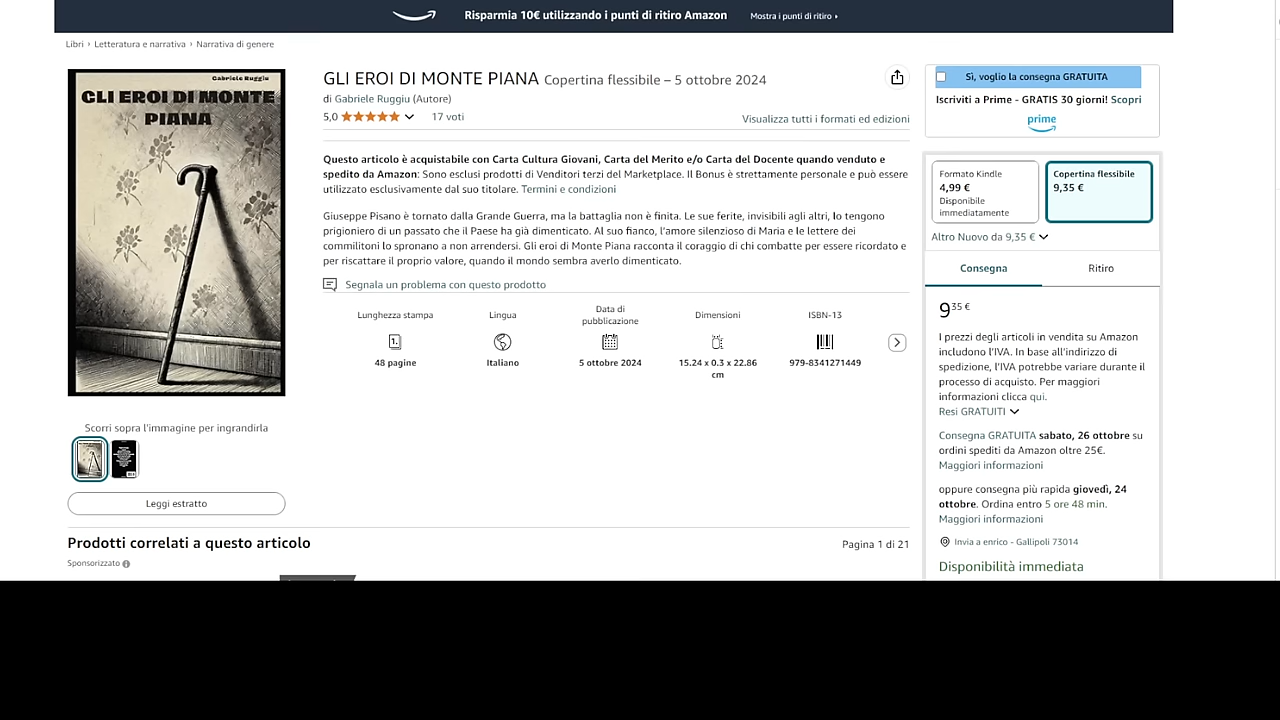 Risparmia 10€ utilizzando i punti di ritiro Amazon Mostra i punti di ritiro ▸
Libri › Letteratura e narrativa › Narrativa di genere
Gabriele Ruggiu
GLI EROI DI MONTE
PIANA
GLI EROI DI MONTE PIANA Copertina flessibile – 5 ottobre 2024
di Gabriele Ruggiu (Autore)
5,0 17 voti
Visualizza tutti i formati ed edizioni
Questo articolo è acquistabile con Carta Cultura Giovani, Carta del Merito e/o Carta del Docente quando venduto e
spedito da Amazon: Sono esclusi prodotti di Venditori terzi del Marketplace. Il Bonus è strettamente personale e può essere
utilizzato esclusivamente dal suo titolare. Termini e condizioni
Giuseppe Pisano è tornato dalla Grande Guerra, ma la battaglia non è finita. Le sue ferite, invisibili agli altri, lo tengono
prigioniero di un passato che il Paese ha già dimenticato. Al suo fianco, l'amore silenzioso di Maria e le lettere dei
commilitoni lo spronano a non arrendersi. Gli eroi di Monte Piana racconta il coraggio di chi combatte per essere ricordato e
per riscattare il proprio valore, quando il mondo sembra averlo dimenticato.
Segnala un problema con questo prodotto
Lunghezza stampa
48 pagine
Lingua
Italiano
Data di
pubblicazione
5 ottobre 2024
Dimensioni
15.24 x 0.3 x 22.86
cm
ISBN-13
979-8341271449
Scorri sopra l'immagine per ingrandirla
Leggi estratto
Prodotti correlati a questo articolo
Pagina 1 di 21
Sponsorizzato
Sì, voglio la consegna GRATUITA
Iscriviti a Prime - GRATIS 30 giorni! Scopri
prime
Formato Kindle
4,99 €
Disponibile
immediatamente
Copertina flessibile
9,35 €
Altro Nuovo da 9,35 €
Consegna Ritiro
9 35 €
I prezzi degli articoli in vendita su Amazon
includono l'IVA. In base all'indirizzo di
spedizione, l'IVA potrebbe variare durante il
processo di acquisto. Per maggiori
informazioni clicca qui.
Resi GRATUITI
Consegna GRATUITA sabato, 26 ottobre su
ordini spediti da Amazon oltre 25€.
Maggiori informazioni
oppure consegna più rapida giovedì, 24
ottobre. Ordina entro 5 ore 48 min.
Maggiori informazioni
Invia a enrico - Gallipoli 73014
Disponibilità immediata